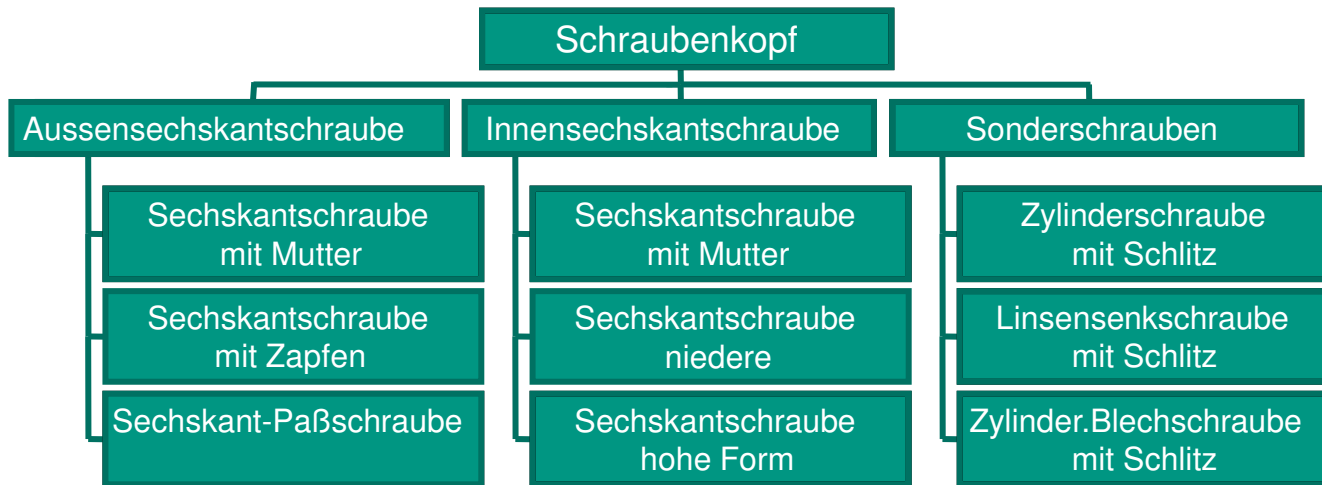 Schraubenkopf
Aussensechskantschraube
Sechskantschraube
mit Mutter
Sechskantschraube
mit Zapfen
Sechskant-Paßschraube
Innensechskantschraube
Sechskantschraube
mit Mutter
Sechskantschraube
niedere
Sechskantschraube
hohe Form
Sonderschrauben
Zylinderschraube
mit Schlitz
Linsensenkschraube
mit Schlitz
Zylinder.Blechschraube
mit Schlitz